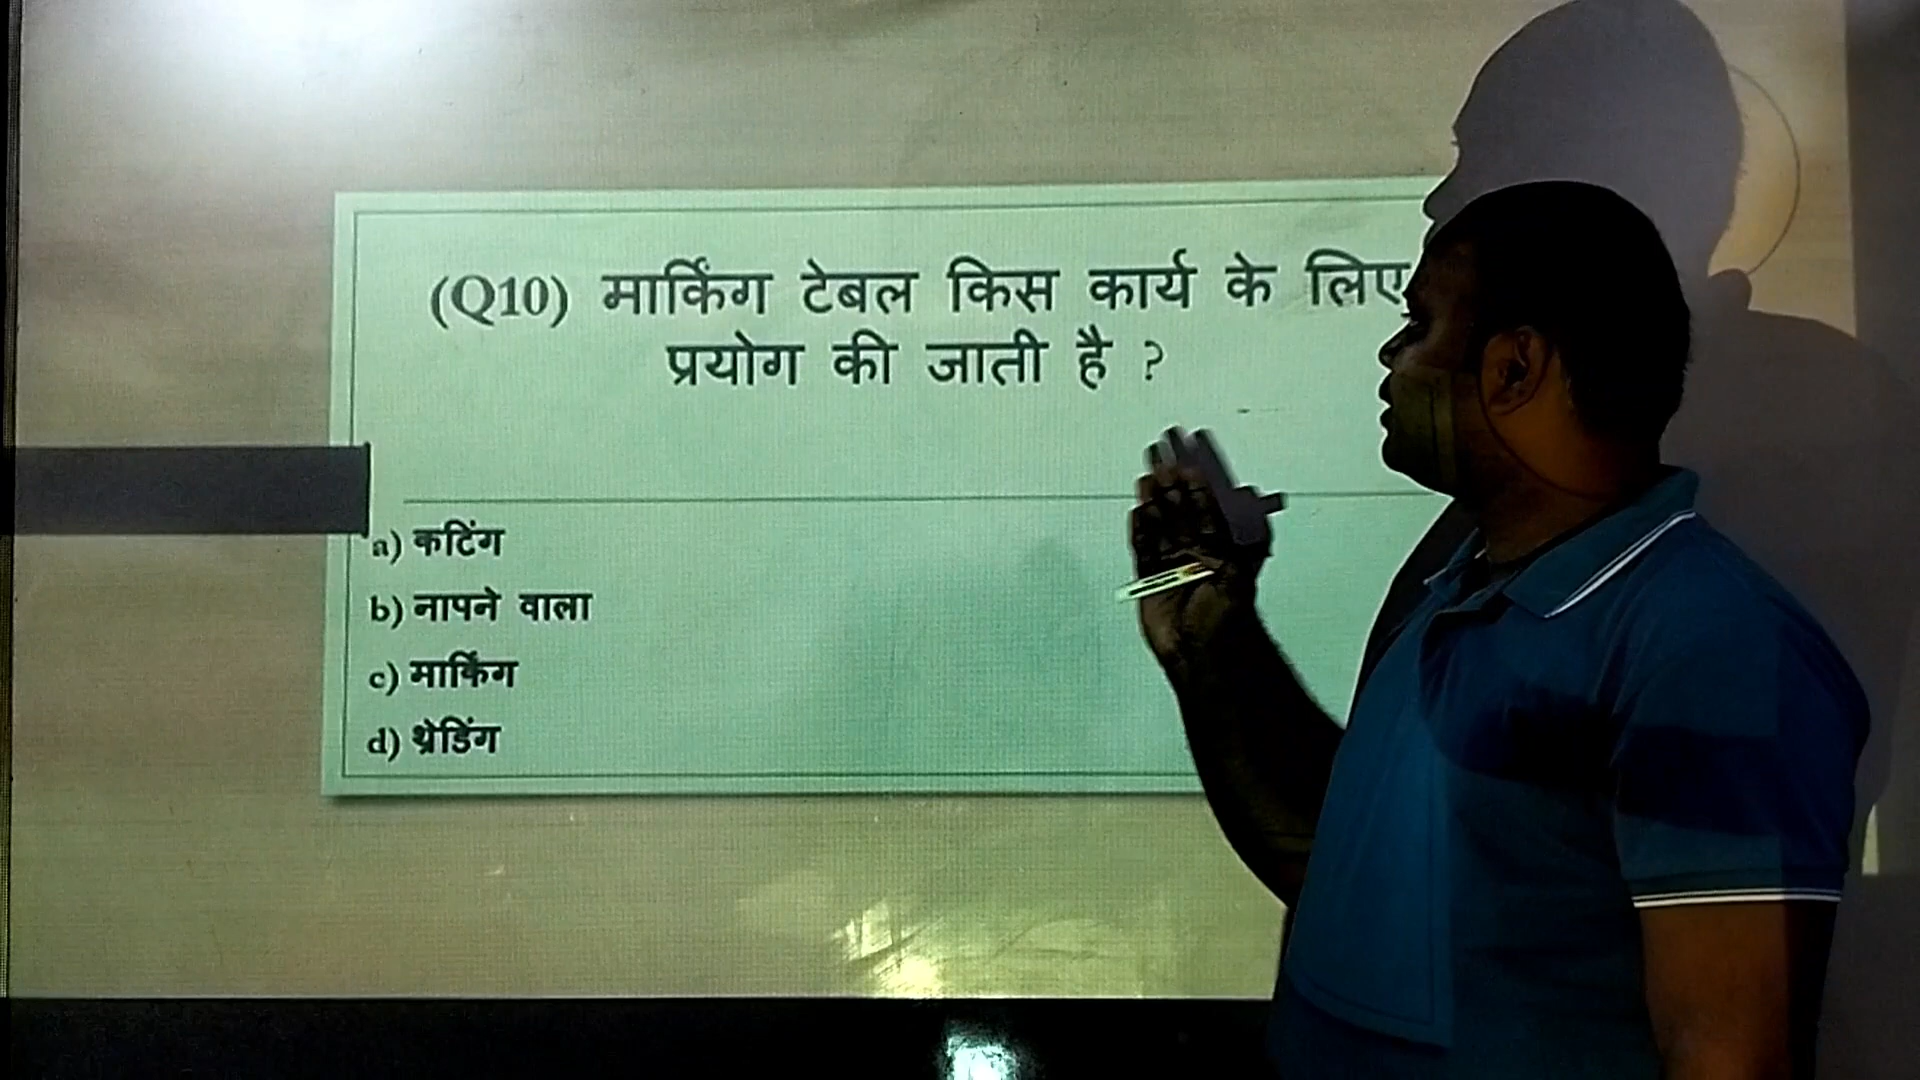 (Q10) मार्किंग टेबल किस कार्य के लिए
प्रयोग की जाती है ?
a) कटिंग
b) नापने वाला
c) मार्किंग
d) थ्रेडिंग